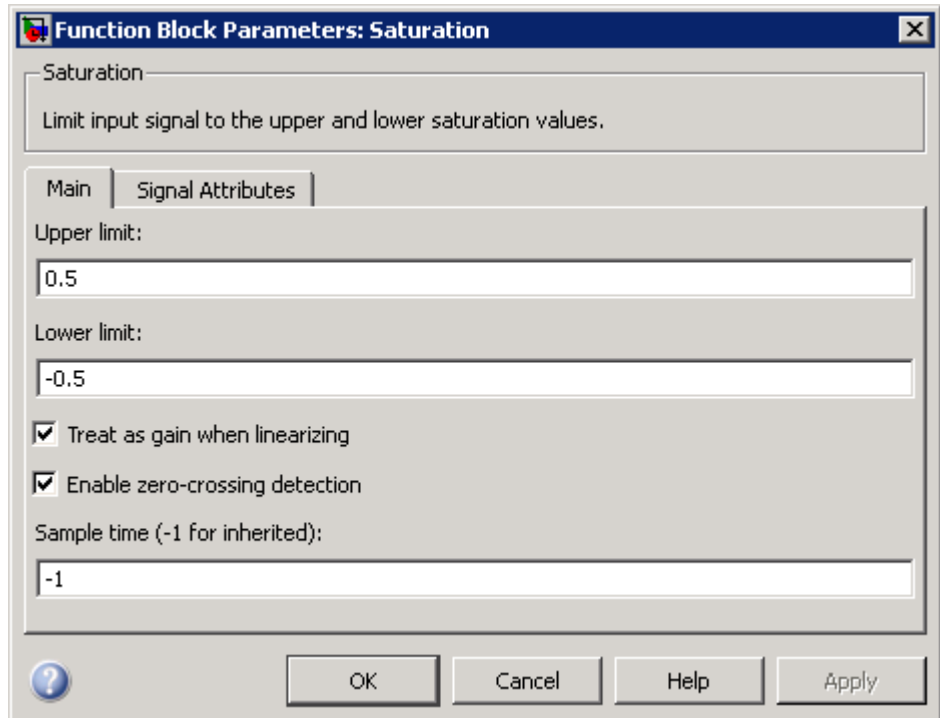 Function Block Parameters: Saturation
Saturation
Limit input signal to the upper and lower saturation values.
Main Signal Attributes
Upper limit:
0.5
Lower limit:
-0.5
Treat as gain when linearizing
Enable zero-crossing detection
Sample time (-1 for inherited):
-1
? OK Cancel Help Apply